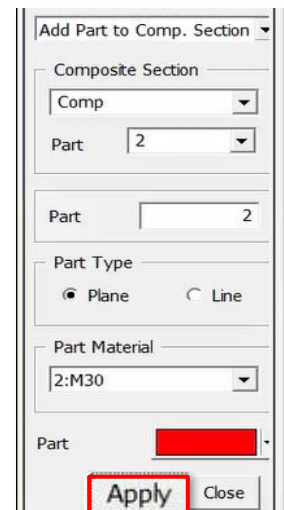 Add Part to Comp. Section
Composite Section
Comp
Part 2
Part 2
Part Type
Plane Line
Part Material
2:M30
Part
Apply Close